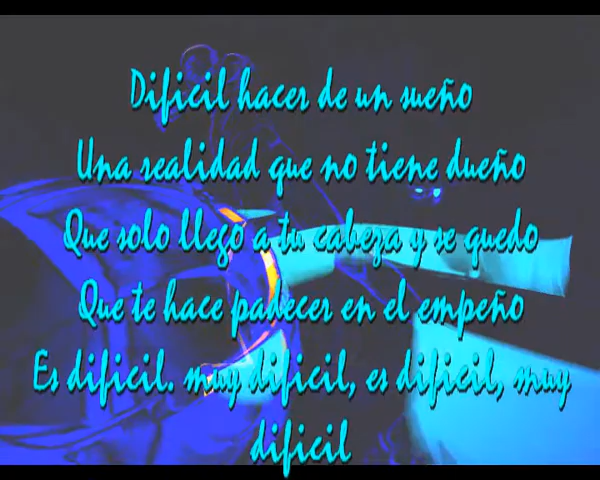 Dificil hacer de un sueño
Una realidad que no tiene dueño
Que solo llego a tu cabeza y se quedo
Que te hace padecer en el empeño
Es dificil. muy dificil, es dificil, muy
dificil